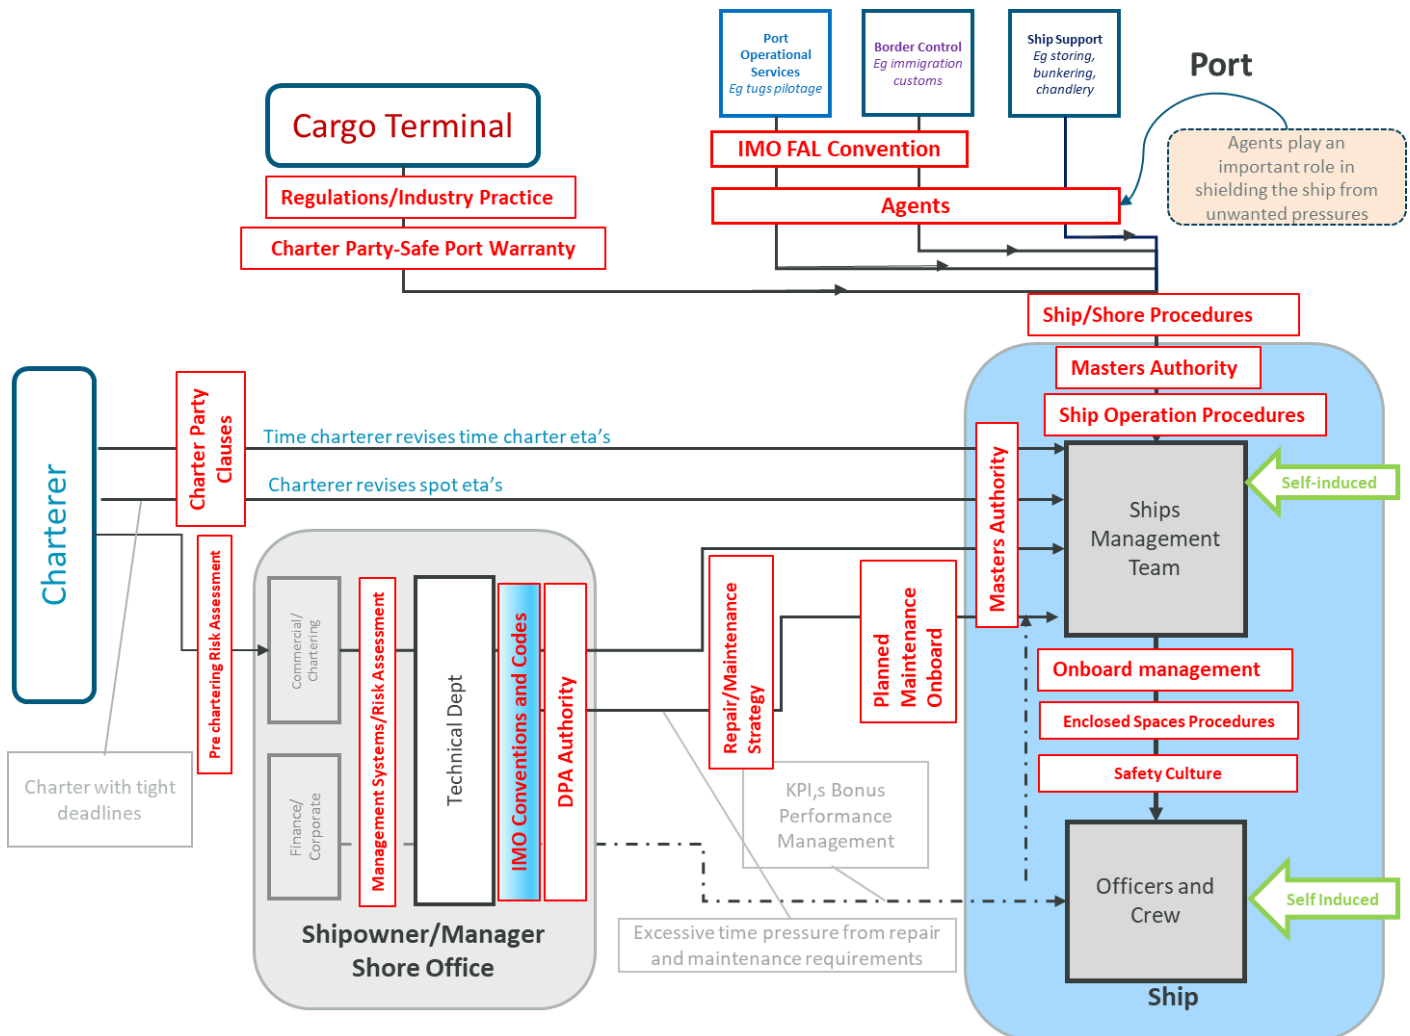 Port
Operational
Services
Eg tugs pilotage
Border Control
Eg immigration
customs
Ship Support
Eg storing,
bunkering,
chandlery
Port
Cargo Terminal
IMO FAL Convention
Agents play an
important role in
shielding the ship from
unwanted pressures
Regulations/Industry Practice
Agents
Charter Party-Safe Port Warranty
Ship/Shore Procedures
Masters Authority
Ship Operation Procedures
Charterer
Charter Party
Clauses
Time charterer revises time charter eta’s
Charterer revises spot eta’s
Masters Authority
Ships
Management
Team
Self-induced
Pre chartering Risk Assessment
Commercial/
Chartering
Finance/
Corporate
Management Systems/Risk Assessment
Technical Dept
IMO Conventions and Codes
DPA Authority
Repair/Maintenance
Strategy
Planned
Maintenance
Onboard
Onboard management
Enclosed Spaces Procedures
Safety Culture
Charter with tight
deadlines
KPI,s Bonus
Performance
Management
Officers and
Crew
Self Induced
Shipowner/Manager
Shore Office
Excessive time pressure from repair
and maintenance requirements
Ship